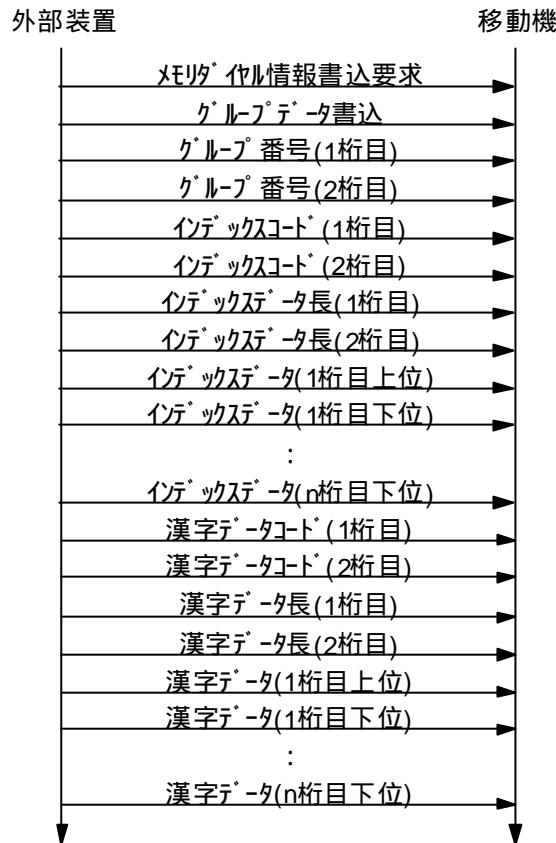 外部装置 移動機
ﾒﾓﾘﾀﾞｲﾔﾙ情報書込要求
ｸﾞﾙｰﾌﾟﾃﾞｰﾀ書込
ｸﾞﾙｰﾌﾟ番号(1桁目)
ｸﾞﾙｰﾌﾟ番号(2桁目)
ｲﾝﾃﾞｯｸｽｺｰﾄﾞ(1桁目)
ｲﾝﾃﾞｯｸｽｺｰﾄﾞ(2桁目)
ｲﾝﾃﾞｯｸｽﾃﾞｰﾀ長(1桁目)
ｲﾝﾃﾞｯｸｽﾃﾞｰﾀ長(2桁目)
ｲﾝﾃﾞｯｸｽﾃﾞｰﾀ(1桁目上位)
ｲﾝﾃﾞｯｸｽﾃﾞｰﾀ(1桁目下位)
:
ｲﾝﾃﾞｯｸｽﾃﾞｰﾀ(n桁目下位)
漢字ﾃﾞｰﾀｺｰﾄﾞ(1桁目)
漢字ﾃﾞｰﾀｺｰﾄﾞ(2桁目)
漢字ﾃﾞｰﾀ長(1桁目)
漢字ﾃﾞｰﾀ長(2桁目)
漢字ﾃﾞｰﾀ(1桁目上位)
漢字ﾃﾞｰﾀ(1桁目下位)
:
漢字ﾃﾞｰﾀ(n桁目下位)